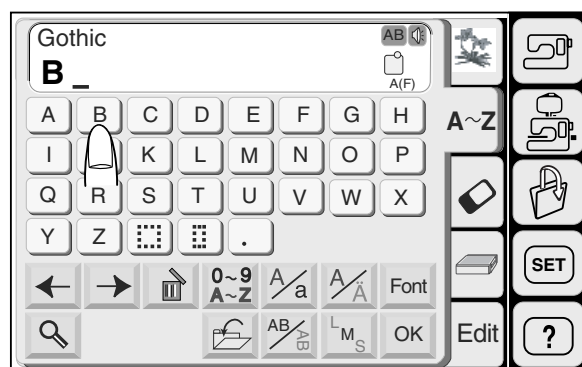 Gothic AB
B _
A(F)
A B C D E F G H A~Z
I K L M N O P
Q R S T U V W X
Y Z .
SET
0~9
A~Z A/a A/Ä Font
AB/AB L M S OK Edit ?